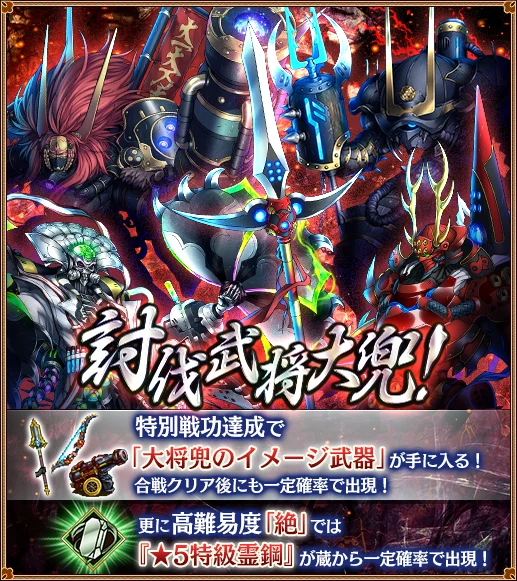 討伐武将大兜!
特別戦功達成で
「大将兜のイメージ武器」が手に入る!
合戦クリア後にも一定確率で出現!
更に高難易度『絶』では
『★5特級霊鋼』が蔵から一定確率で出現!